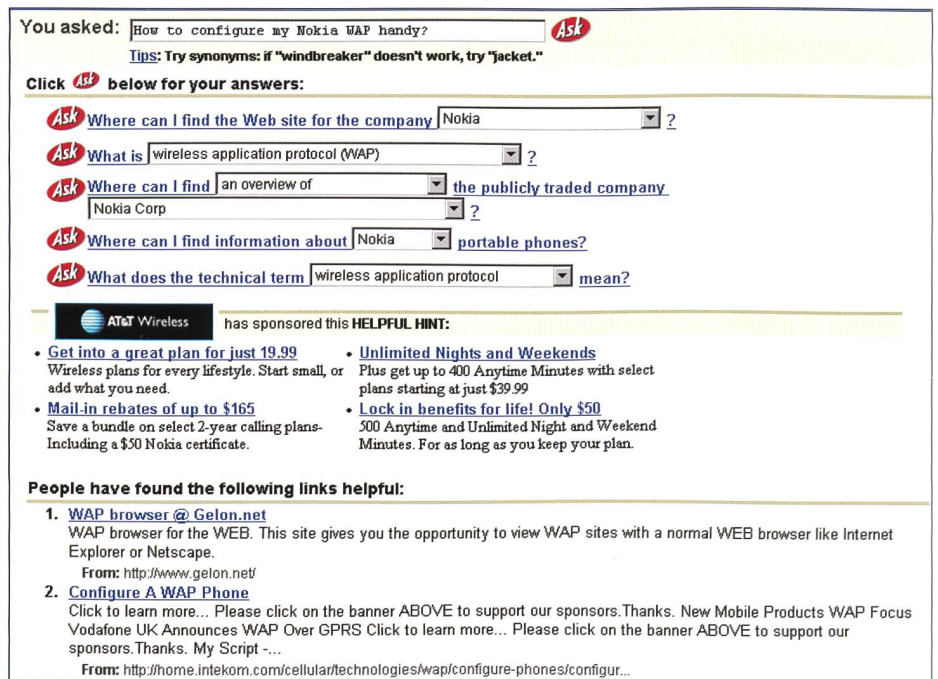 You asked: How to configure my Nokia WAP handy? Ask
Tips: Try synonyms: if "windbreaker" doesn't work, try "jacket."
Click Ask below for your answers:
Ask Where can I find the Web site for the company Nokia ?
Ask What is wireless application protocol (WAP) ?
Ask Where can I find an overview of the publicly traded company
Nokia Corp ?
Ask Where can I find information about Nokia portable phones?
Ask What does the technical term wireless application protocol mean?
AT&T Wireless has sponsored this HELPFUL HINT:
• Get into a great plan for just 19.99
Wireless plans for every lifestyle. Start small, or
add what you need.
• Unlimited Nights and Weekends
Plus get up to 400 Anytime Minutes with select
plans starting at just $39.99
• Mail-in rebates of up to $165
Save a bundle on select 2-year calling plans-
Including a $50 Nokia certificate.
• Lock in benefits for life! Only $50
500 Anytime and Unlimited Night and Weekend
Minutes. For as long as you keep your plan.
People have found the following links helpful:
1. WAP browser @ Gelon.net
WAP browser for the WEB. This site gives you the opportunity to view WAP sites with a normal WEB browser like Internet
Explorer or Netscape.
From: http://www.gelon.net/
2. Configure A WAP Phone
Click to learn more... Please click on the banner ABOVE to support our sponsors.Thanks. New Mobile Products WAP Focus
Vodafone UK Announces WAP Over GPRS Click to learn more... Please click on the banner ABOVE to support our
sponsors.Thanks. My Script -...
From: http://home.intekom.com/cellular/technologies/wap/configure-phones/configur...